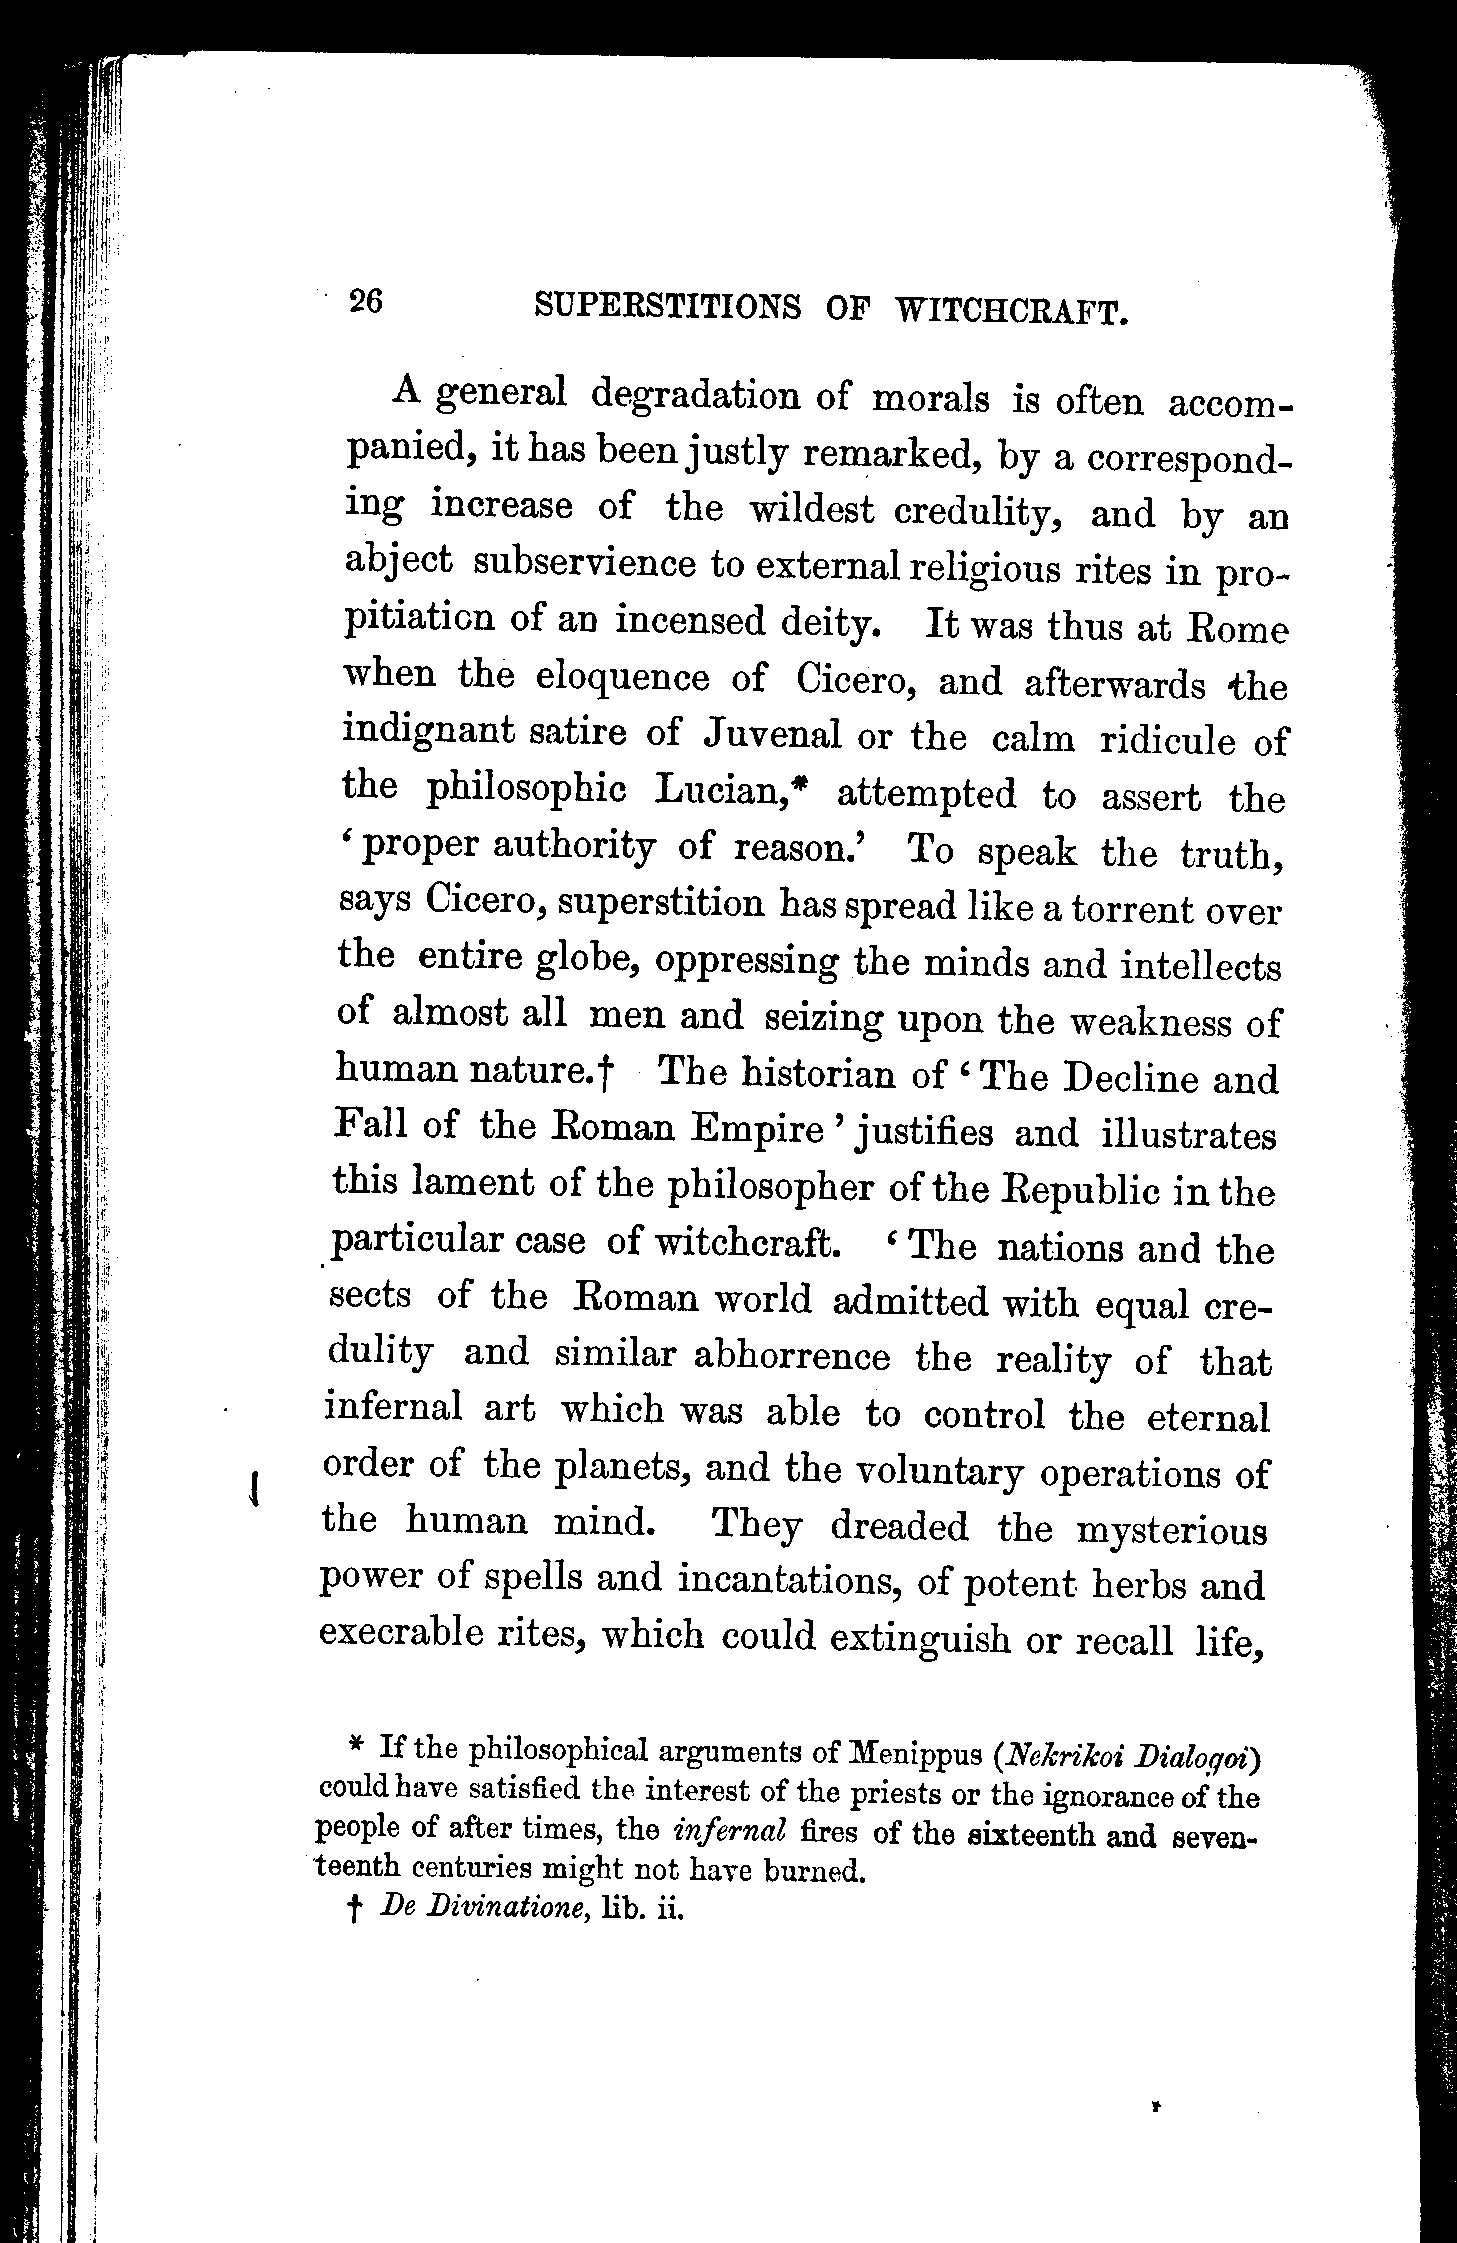 26 SUPERSTITIONS OF WITCHCRAFT.
A general degradation of morals is often accom-
panied, it has been justly remarked, by a correspond-
ing increase of the wildest credulity, and by an
abject subservience to external religious rites in pro-
pitiation of an incensed deity. It was thus at Rome
when the eloquence of Cicero, and afterwards the
indignant satire of Juvenal or the calm ridicule of
the philosophic Lucian,* attempted to assert the
‘proper authority of reason.’ To speak the truth,
says Cicero, superstition has spread like a torrent over
the entire globe, oppressing the minds and intellects
of almost all men and seizing upon the weakness of
human nature.† The historian of ‘The Decline and
Fall of the Roman Empire’ justifies and illustrates
this lament of the philosopher of the Republic in the
particular case of witchcraft. ‘The nations and the
sects of the Roman world admitted with equal cre-
dulity and similar abhorrence the reality of that
infernal art which was able to control the eternal
order of the planets, and the voluntary operations of
the human mind. They dreaded the mysterious
power of spells and incantations, of potent herbs and
execrable rites, which could extinguish or recall life,
* If the philosophical arguments of Menippus (Nekrikoi Dialogoi)
could have satisfied the interest of the priests or the ignorance of the
people of after times, the infernal fires of the sixteenth and seven-
teenth centuries might not have burned.
† De Divinatione, lib. ii.